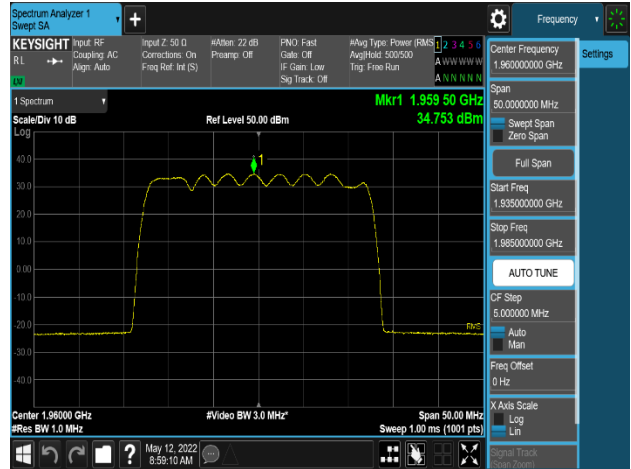 Spectrum Analyzer 1
Swept SA
+
Frequency
KEYSIGHT
RL
LW
Input: RF
Coupling: AC
Align: Auto
Input Z: 50 Ω
Corrections: On
Freq Ref: Int (S)
#Atten: 22 dB
Preamp: Off
PNO: Fast
Gate: Off
IF Gain: Low
Sig Track: Off
#Avg Type: Power (RMS
Avg|Hold: 500/500
Trig: Free Run
1 2 3 4 5 6
A W W W W W
A N N N N N
Center Frequency
1.960000000 GHz
Settings
Span
50.0000000 MHz
Swept Span
Zero Span
Full Span
Start Freq
1.935000000 GHz
Stop Freq
1.985000000 GHz
AUTO TUNE
CF Step
5.000000 MHz
Auto
Man
Freq Offset
0 Hz
X Axis Scale
Log
Lin
Signal Track
(Span Zoom)
1 Spectrum
Scale/Div 10 dB
Log
Ref Level 50.00 dBm
Mkr1 1.959 50 GHz
34.753 dBm
1
40.0
30.0
20.0
10.0
0.00
-10.0
-20.0
-30.0
-40.0
RMS
Center 1.96000 GHz
#Res BW 1.0 MHz
#Video BW 3.0 MHz*
Span 50.00 MHz
Sweep 1.00 ms (1001 pts)
?
May 12, 2022
8:59:10 AM